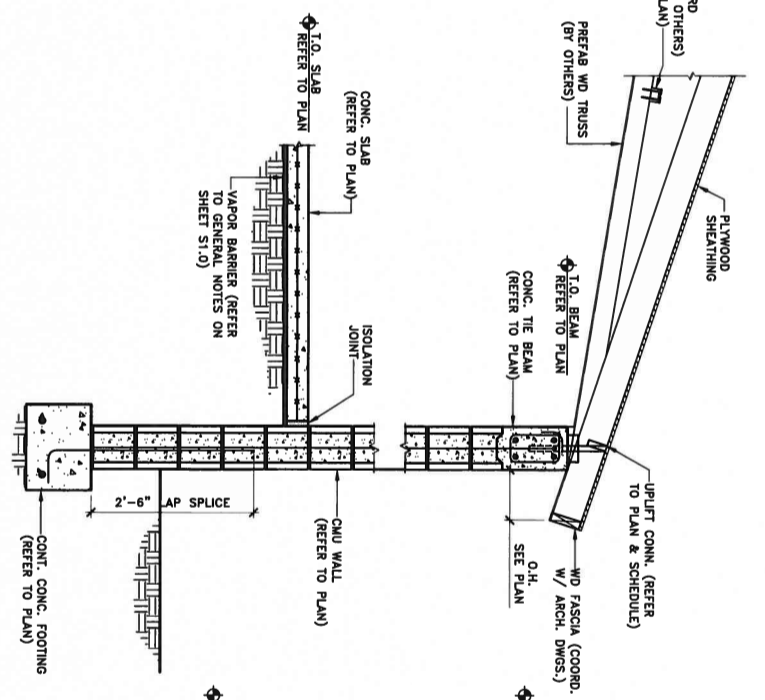 RD
OTHERS)
LAN)
PREFAB WD TRUSS
(BY OTHERS)
PLYWOOD
SHEATHING
T.O. BEAM
REFER TO PLAN
CONC. TIE BEAM
(REFER TO PLAN)
UPLIFT CONN. (REFER
TO PLAN & SCHEDULE)
WD FASCIA (COORD.
W/ ARCH. DWGS.)
O.H.
SEE PLAN
T.O. SLAB
REFER TO PLAN
CONC. SLAB
(REFER TO PLAN)
VAPOR BARRIER (REFER
TO GENERAL NOTES ON
SHEET S1.0)
ISOLATION
JOINT
CMU WALL
(REFER TO PLAN)
2'-6" LAP SPLICE
CONT. CONC. FOOTING
(REFER TO PLAN)